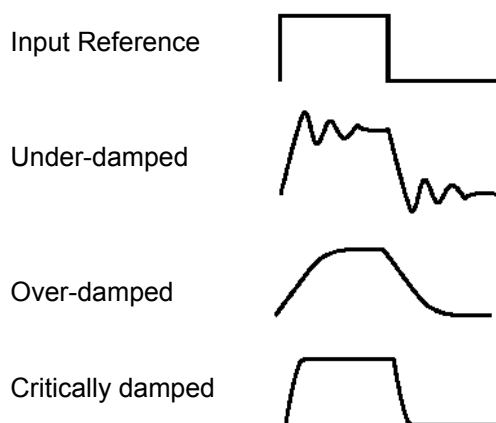 Input Reference
Under-damped
Over-damped
Critically damped